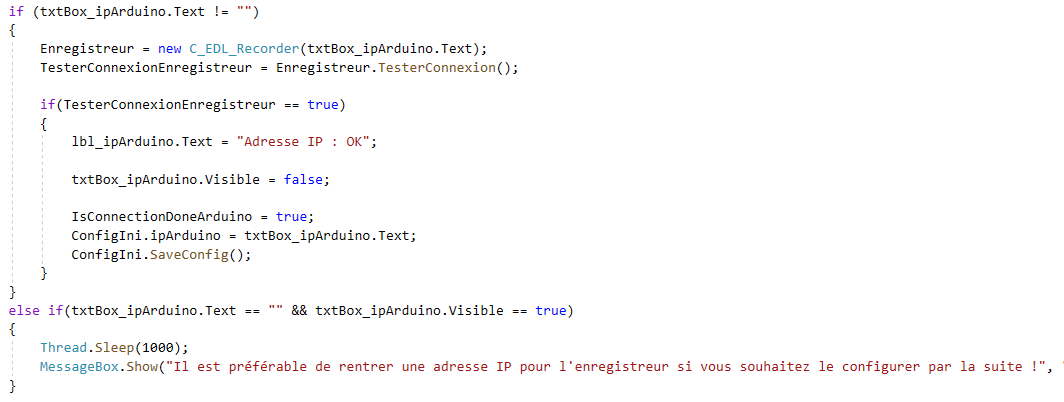 if (txtBox_ipArduino.Text != "")
{
Enregistreur = new C_EDL_Recorder(txtBox_ipArduino.Text);
TesterConnexionEnregistreur = Enregistreur.TesterConnexion();
if(TesterConnexionEnregistreur == true)
{
lbl_ipArduino.Text = "Adresse IP : OK";
txtBox_ipArduino.Visible = false;
IsConnectionDoneArduino = true;
ConfigIni.ipArduino = txtBox_ipArduino.Text;
ConfigIni.SaveConfig();
}
}
else if(txtBox_ipArduino.Text == "" && txtBox_ipArduino.Visible == true)
{
Thread.Sleep(1000);
MessageBox.Show("Il est préférable de rentrer une adresse IP pour l'enregistreur si vous souhaitez le configurer par la suite !",
}